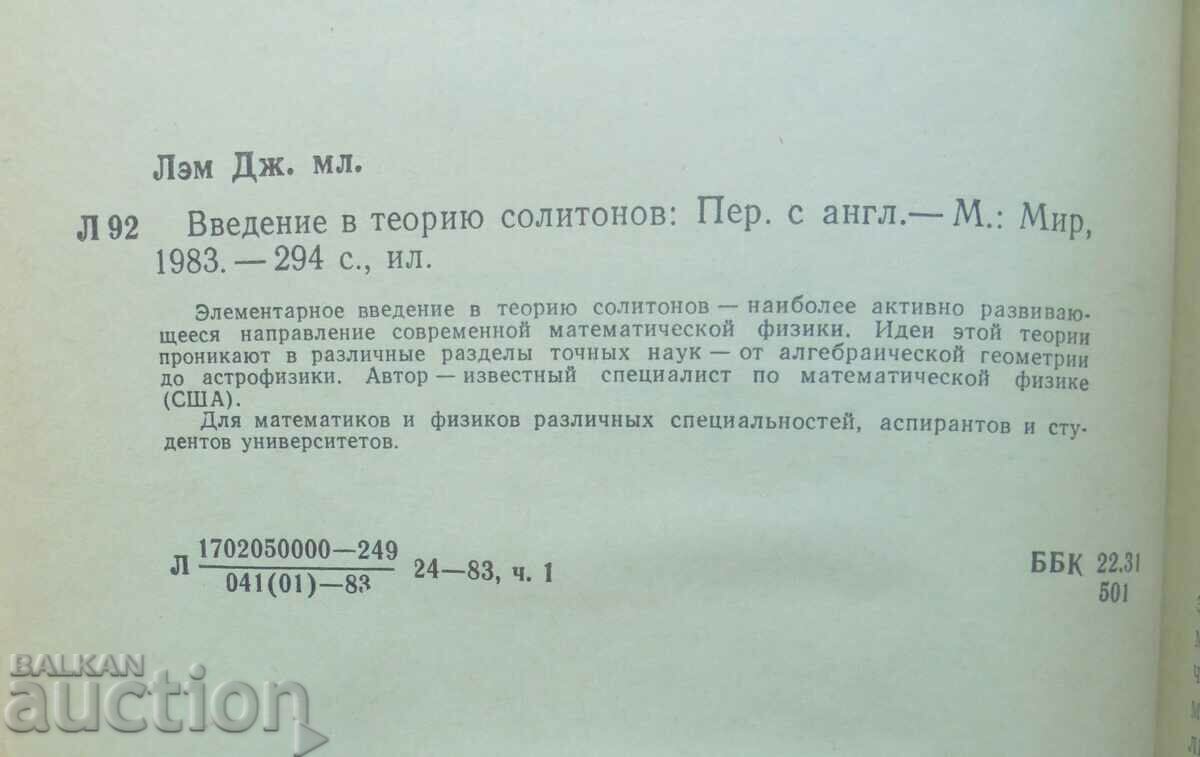 Лэм Дж. мл.
Л 92 Введение в теорию солитонов: Пер. с англ.— М.: Мир,
1983.— 294 с., ил.
Элементарное введение в теорию солитонов — наиболее активно развиваю-
щееся направление современной математической физики. Идеи этой теории
проникают в различные разделы точных наук — от алгебраической геометрии
до астрофизики. Автор — известный специалист по математической физике
(США).
Для математиков и физиков различных специальностей, аспирантов и сту-
дентов университетов.
Л 1702050000—249
041(01)—83
24—83, ч. 1
ББК 22.31
501
BALKAN
auction